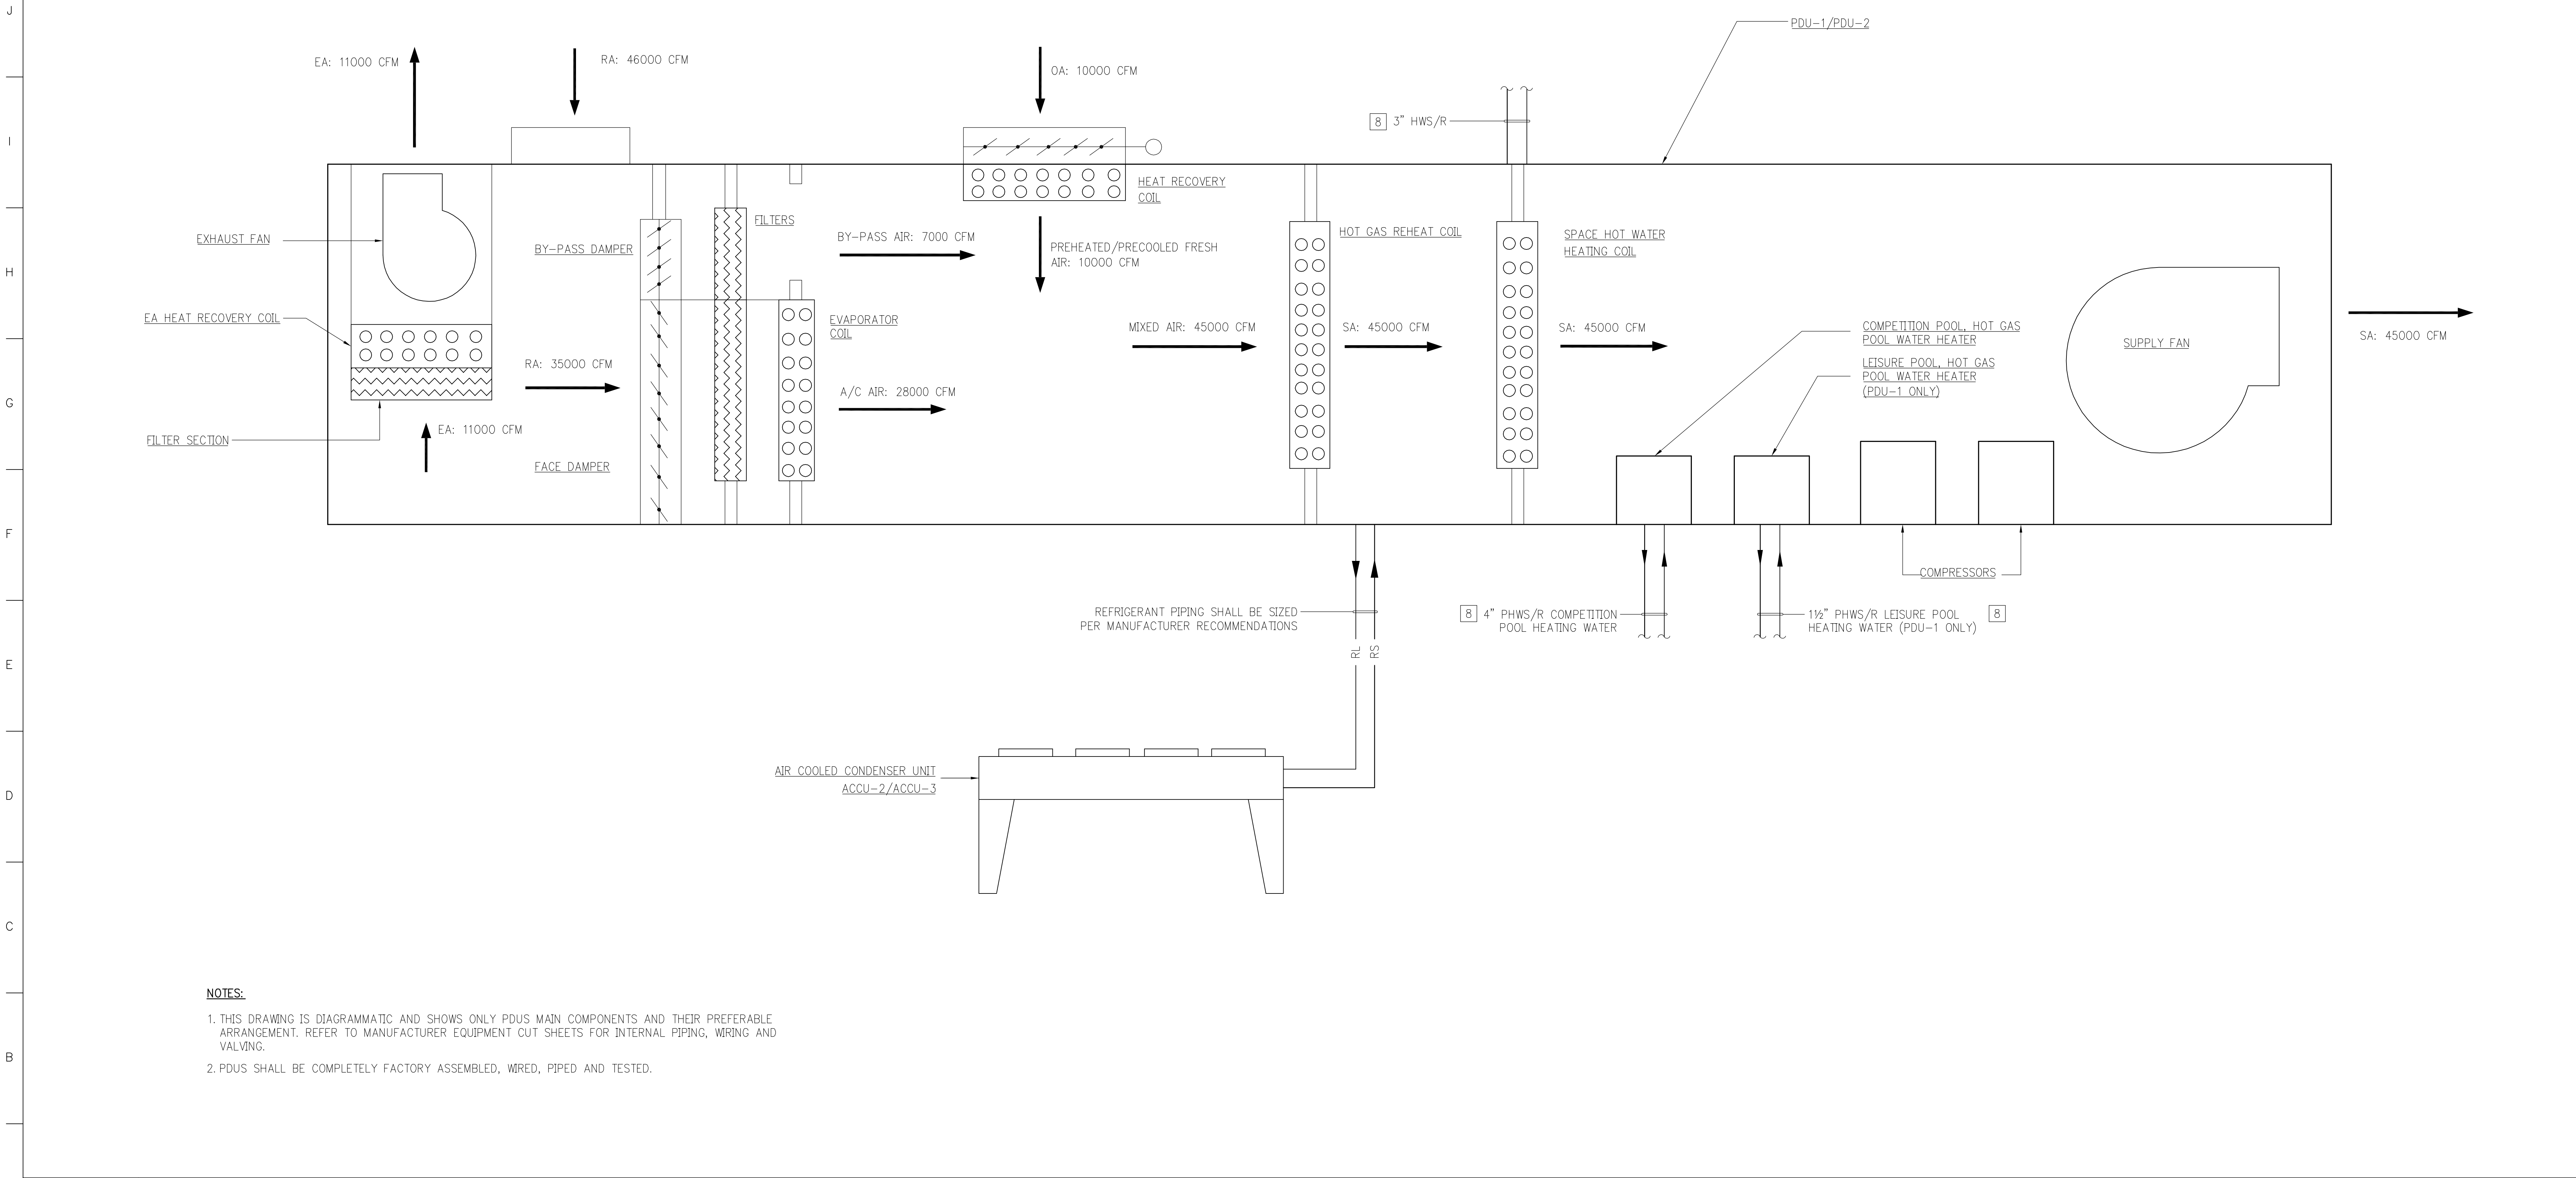 J
I
H
G
F
E
D
C
B
PDU-1/PDU-2
EA: 11000 CFM
RA: 46000 CFM
OA: 10000 CFM
8 3" HWS/R
HEAT RECOVERY
COIL
FILTERS
EXHAUST FAN
BY-PASS DAMPER
BY-PASS AIR: 7000 CFM
PREHEATED/PRECOOLED FRESH
AIR: 10000 CFM
HOT GAS REHEAT COIL
SPACE HOT WATER
HEATING COIL
EA HEAT RECOVERY COIL
EVAPORATOR
COIL
MIXED AIR: 45000 CFM
SA: 45000 CFM
SA: 45000 CFM
COMPETITION POOL, HOT GAS
POOL WATER HEATER
LEISURE POOL, HOT GAS
POOL WATER HEATER
(PDU-1 ONLY)
SUPPLY FAN
SA: 45000 CFM
RA: 35000 CFM
A/C AIR: 28000 CFM
FILTER SECTION
EA: 11000 CFM
FACE DAMPER
COMPRESSORS
REFRIGERANT PIPING SHALL BE SIZED
PER MANUFACTURER RECOMMENDATIONS
8 4" PHWS/R COMPETITION
POOL HEATING WATER
1½" PHWS/R LEISURE POOL 8
HEATING WATER (PDU-1 ONLY)
RL
RS
AIR COOLED CONDENSER UNIT
ACCU-2/ACCU-3
NOTES:
1. THIS DRAWING IS DIAGRAMMATIC AND SHOWS ONLY PDUS MAIN COMPONENTS AND THEIR PREFERABLE
ARRANGEMENT. REFER TO MANUFACTURER EQUIPMENT CUT SHEETS FOR INTERNAL PIPING, WIRING AND
VALVING.
2. PDUS SHALL BE COMPLETELY FACTORY ASSEMBLED, WIRED, PIPED AND TESTED.